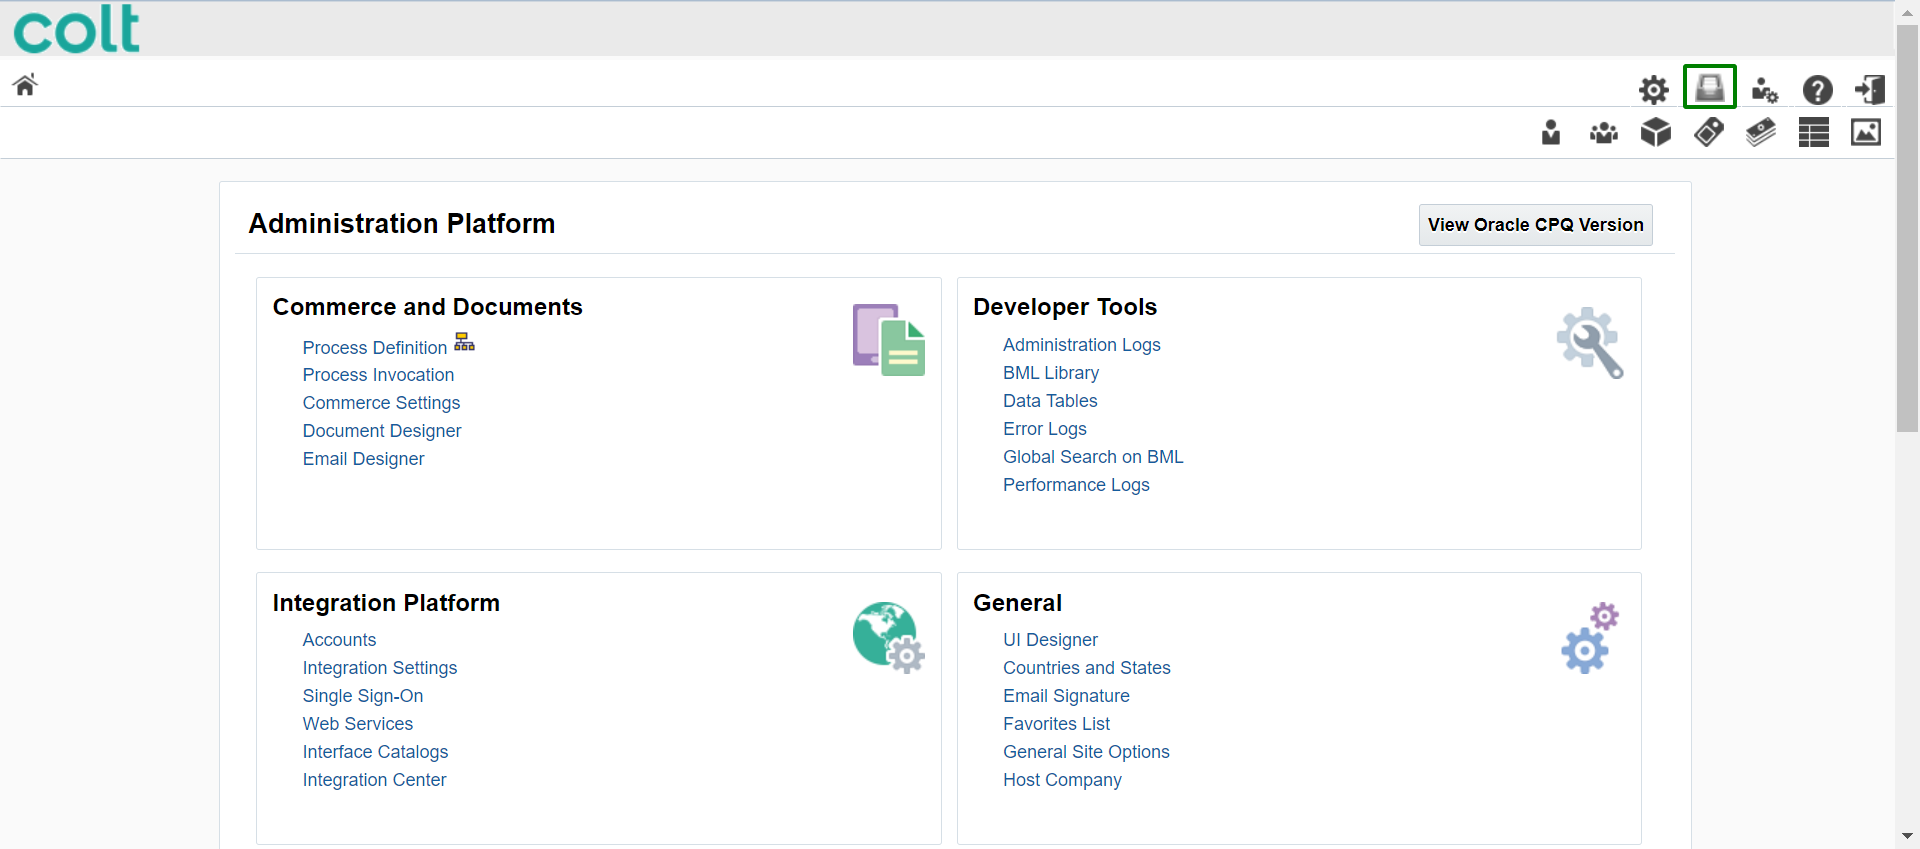 colt
Administration Platform
View Oracle CPQ Version
Commerce and Documents
Process Definition
Process Invocation
Commerce Settings
Document Designer
Email Designer
Developer Tools
Administration Logs
BML Library
Data Tables
Error Logs
Global Search on BML
Performance Logs
Integration Platform
Accounts
Integration Settings
Single Sign-On
Web Services
Interface Catalogs
Integration Center
General
UI Designer
Countries and States
Email Signature
Favorites List
General Site Options
Host Company